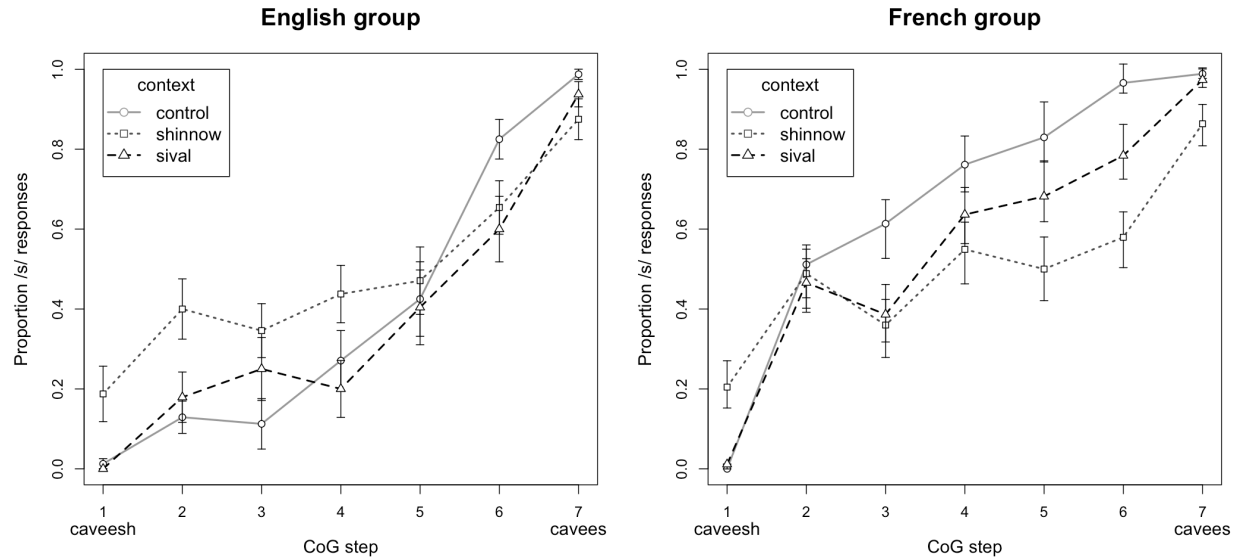 English group
Proportion /s/ responses
1.0
0.8
0.6
0.4
0.2
0.0
context
control
shinnow
sival
1 2 3 4 5 6 7
caveesh cavees
CoG step
French group
Proportion /s/ responses
1.0
0.8
0.6
0.4
0.2
0.0
context
control
shinnow
sival
1 2 3 4 5 6 7
caveesh cavees
CoG step